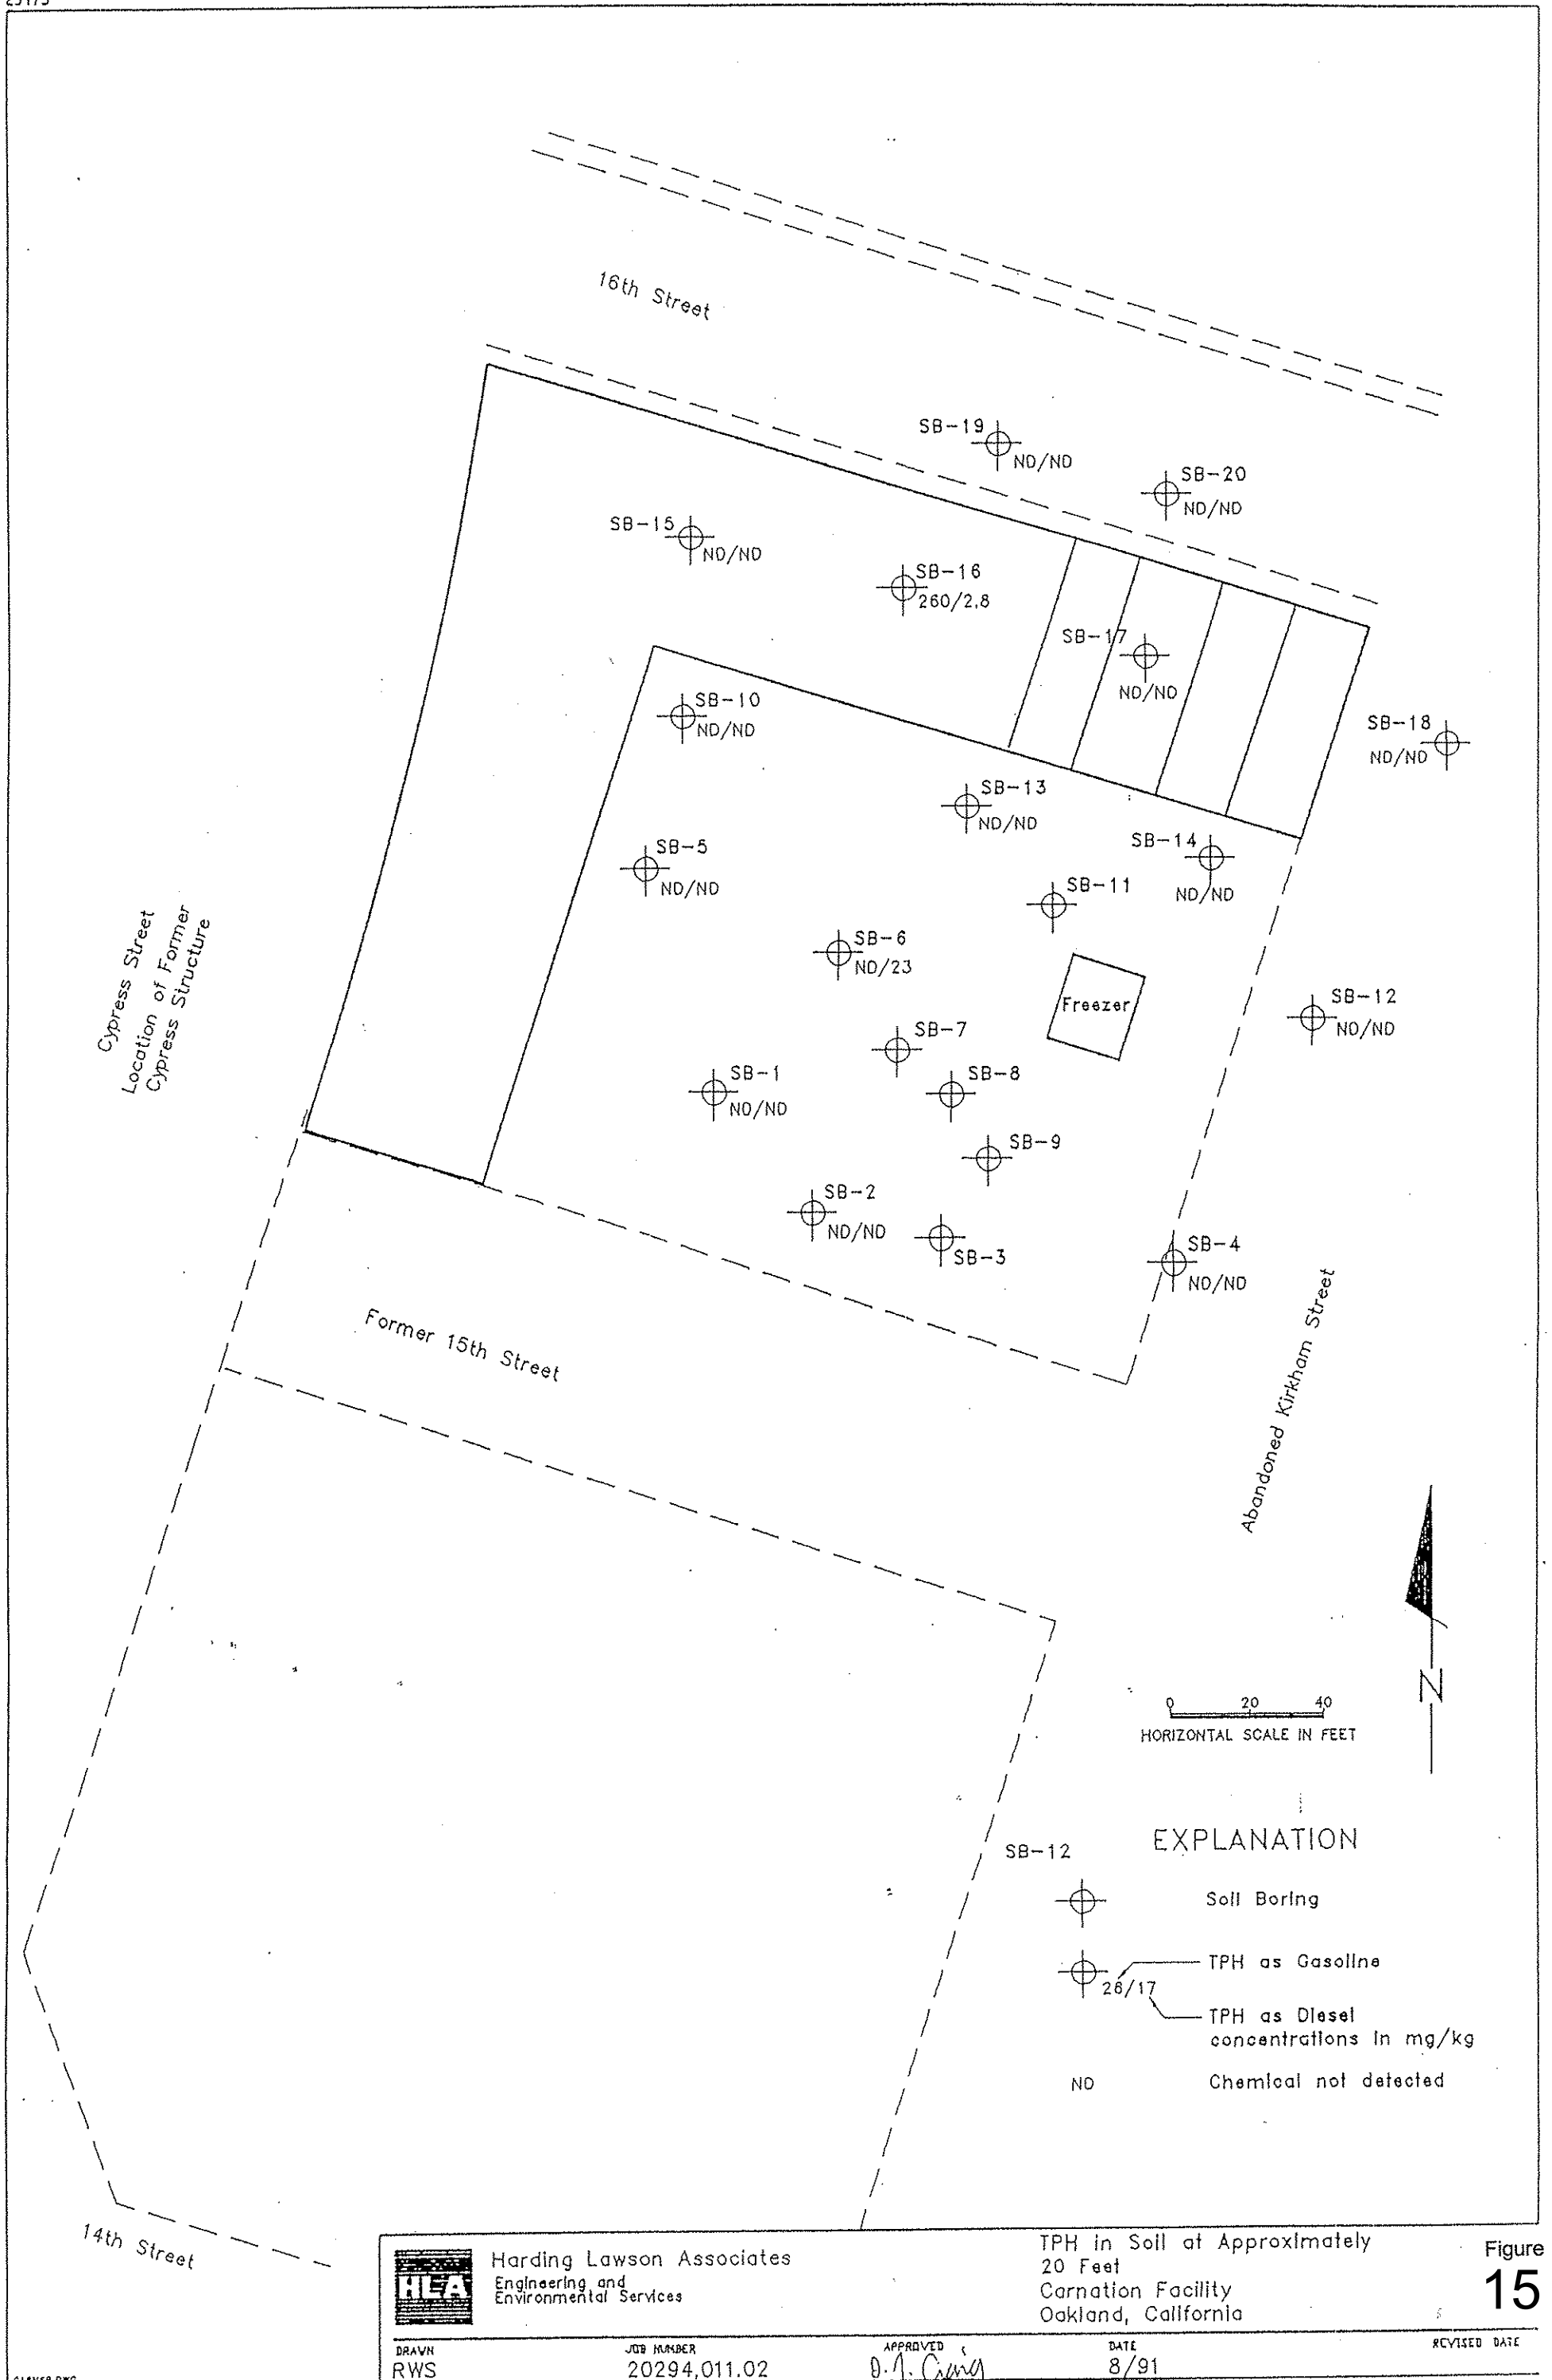 16th Street
SB-19
ND/ND
SB-20
ND/ND
SB-15
ND/ND
SB-16
260/2.8
SB-17
ND/ND
SB-10
ND/ND
SB-18
ND/ND
SB-13
ND/ND
SB-14
ND/ND
SB-5
ND/ND
SB-11
SB-6
ND/23
Freezer
SB-12
ND/ND
Cypress Street
Location of Former
Cypress Structure
SB-7
SB-1
ND/ND
SB-8
SB-9
SB-2
ND/ND
SB-3
SB-4
ND/ND
Former 15th Street
Abandoned Kirkham Street
N
0 20 40
HORIZONTAL SCALE IN FEET
EXPLANATION
SB-12
Soil Boring
26/17
TPH as Gasoline
TPH as Diesel
concentrations in mg/kg
ND Chemical not detected
14th Street
HLA
Harding Lawson Associates
Engineering and
Environmental Services
TPH in Soil at Approximately
20 Feet
Carnation Facility
Oakland, California
Figure
15
DRAWN
RWS
JOB NUMBER
20294,011.02
APPROVED
DATE
8/91
REVISED DATE